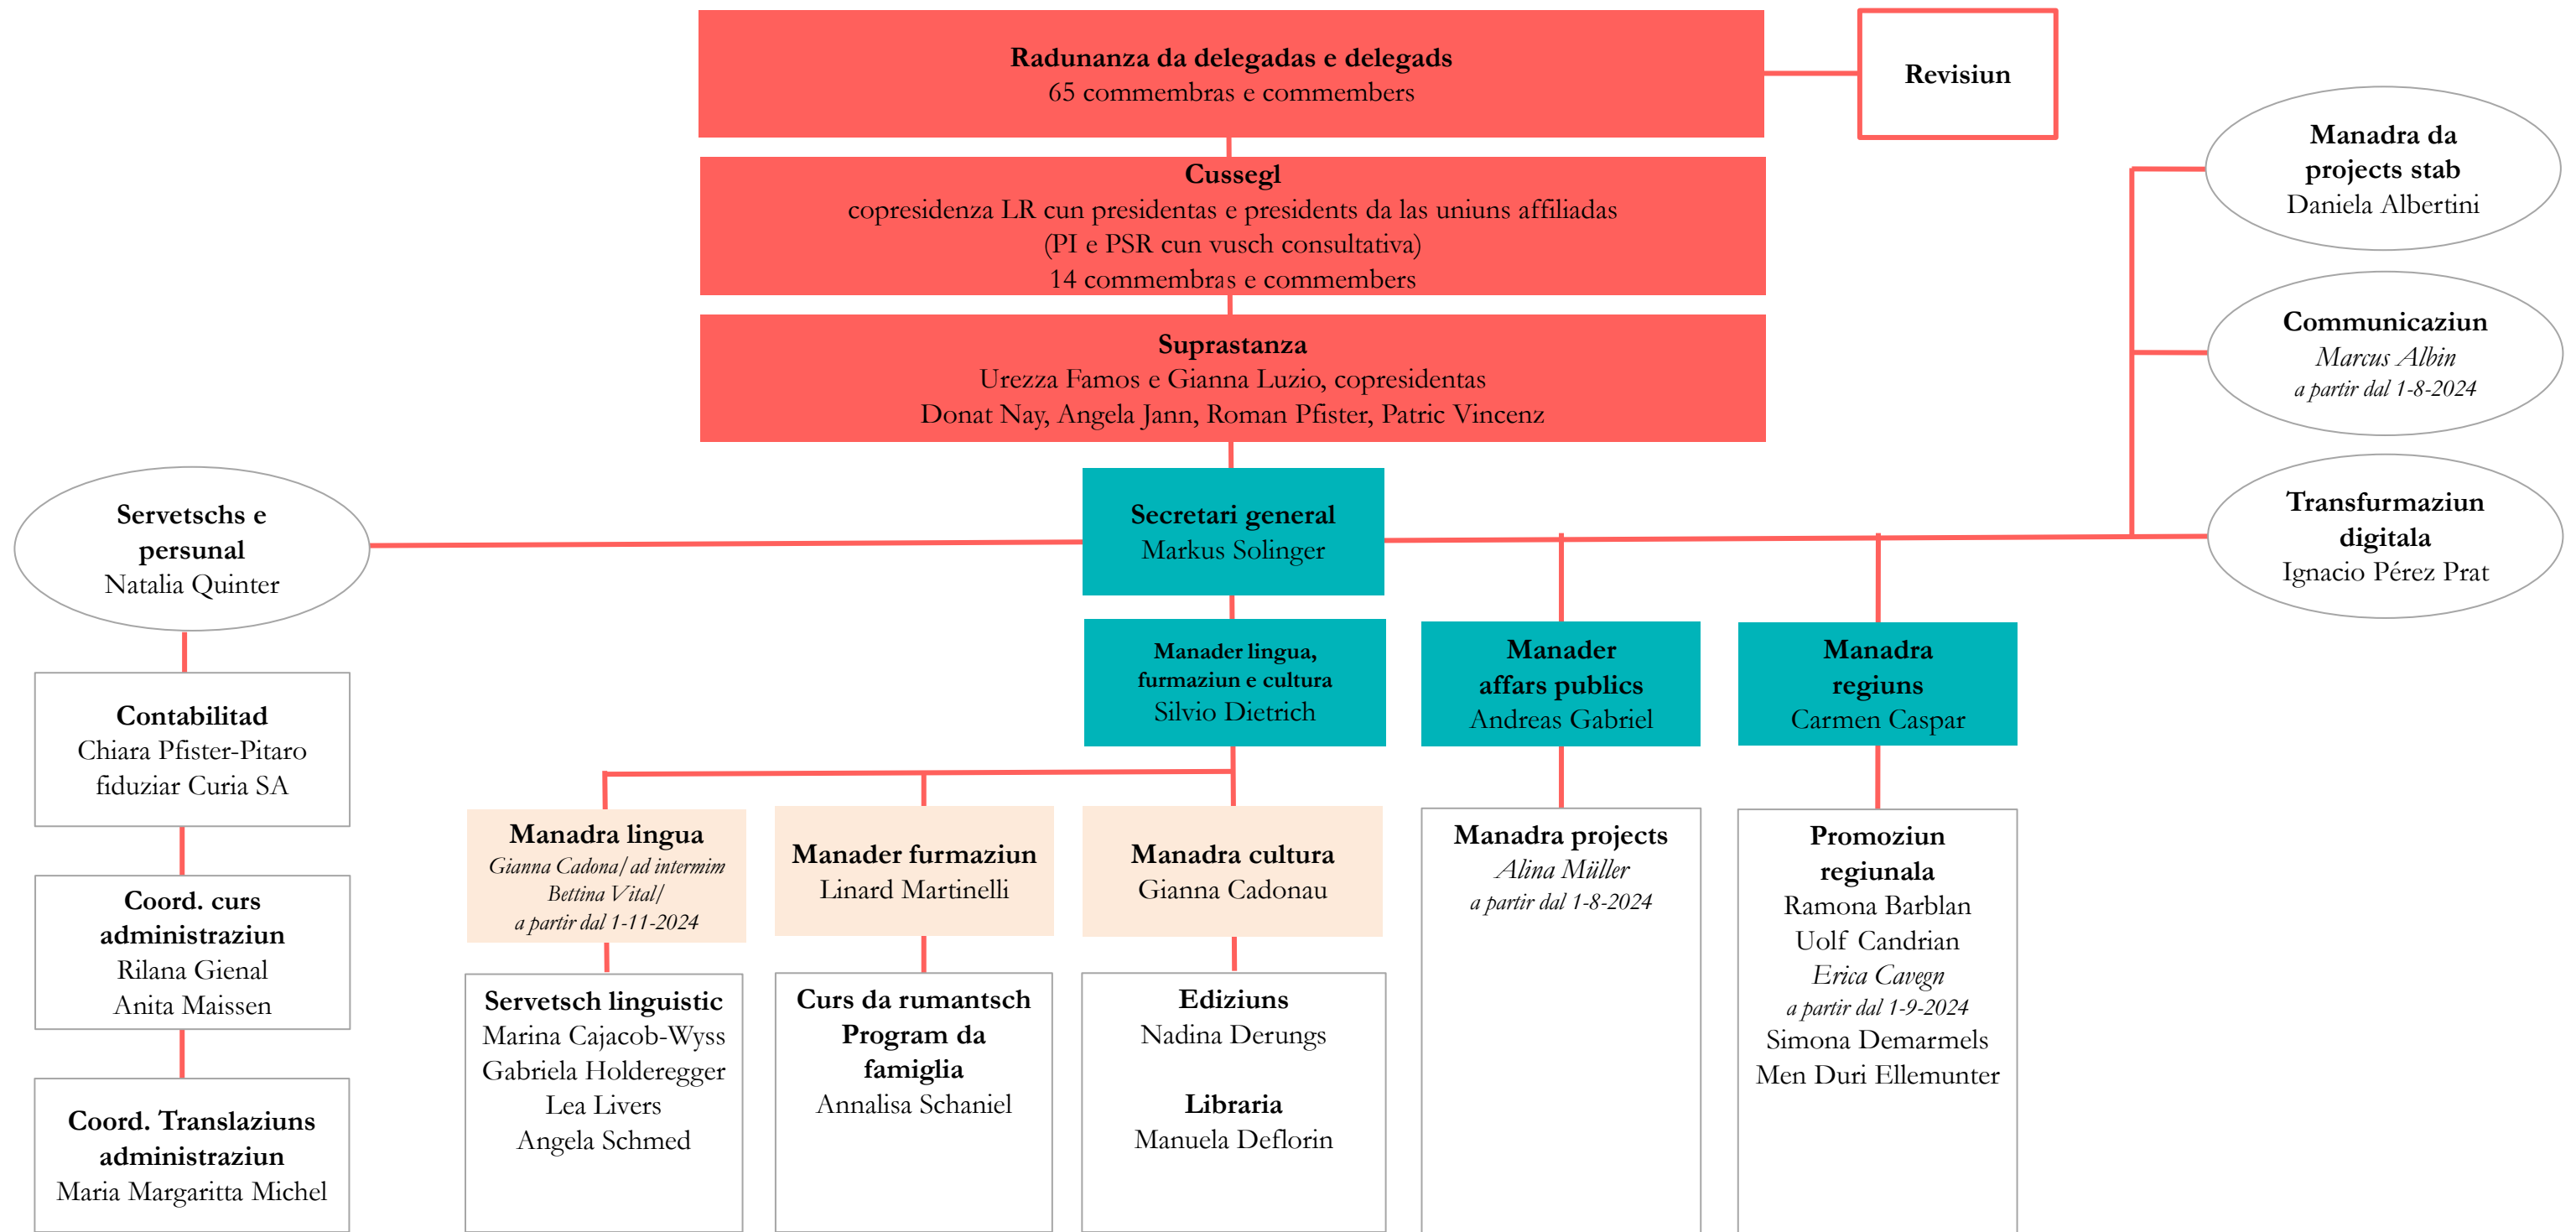 Radunanza da delegadas e delegads
65 commembras e commembers
Revisiun
Cussegl
copresidenza LR cun presidentas e presidents da las uniuns affiliadas
(PI e PSR cun vusch consultativa)
14 commembras e commembers
Suprastanza
Urezza Famos e Gianna Luzio, copresidentas
Donat Nay, Angela Jann, Roman Pfister, Patric Vincenz
Manadra da
projects stab
Daniela Albertini
Communicaziun
Marcus Albin
a partir dal 1-8-2024
Transfurmaziun
digitala
Ignacio Pérez Prat
Secretari general
Markus Solinger
Servetschs e
persunal
Natalia Quinter
Contabilitad
Chiara Pfister-Pitaro
fiduziar Curia SA
Coord. curs
administraziun
Rilana Gienal
Anita Maissen
Coord. Translaziuns
administraziun
Maria Margaritta Michel
Manader lingua,
furmaziun e cultura
Silvio Dietrich
Manader
affars publics
Andreas Gabriel
Manadra
regiuns
Carmen Caspar
Manadra lingua
Gianna Cadona/ad intermim
Bettina Vital/
a partir dal 1-11-2024
Manader furmaziun
Linard Martinelli
Manadra cultura
Gianna Cadonau
Manadra projects
Alina Müller
a partir dal 1-8-2024
Promoziun
regiunala
Ramona Barblan
Uolf Candrian
Erica Cavegn
a partir dal 1-9-2024
Simona Demarmels
Men Duri Ellemunter
Servetsch linguistic
Marina Cajacob-Wyss
Gabriela Holderegger
Lea Livers
Angela Schmed
Curs da rumantsch
Program da
famiglia
Annalisa Schaniel
Ediziuns
Nadina Derungs
Libraria
Manuela Deflorin